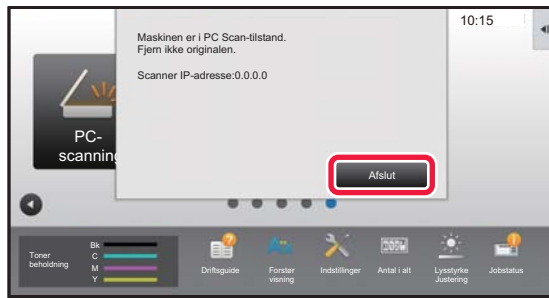 10:15
Maskinen er i PC Scan-tilstand.
Fjern ikke originalen.
Scanner IP-adresse:0.0.0.0
PC-
scanning
Afslut
Toner
beholdning
Bk
C
M
Y
Driftsguide
Forstør
visning
Indstillinger
Antal i alt
Lysstyrke
Justering
Jobstatus